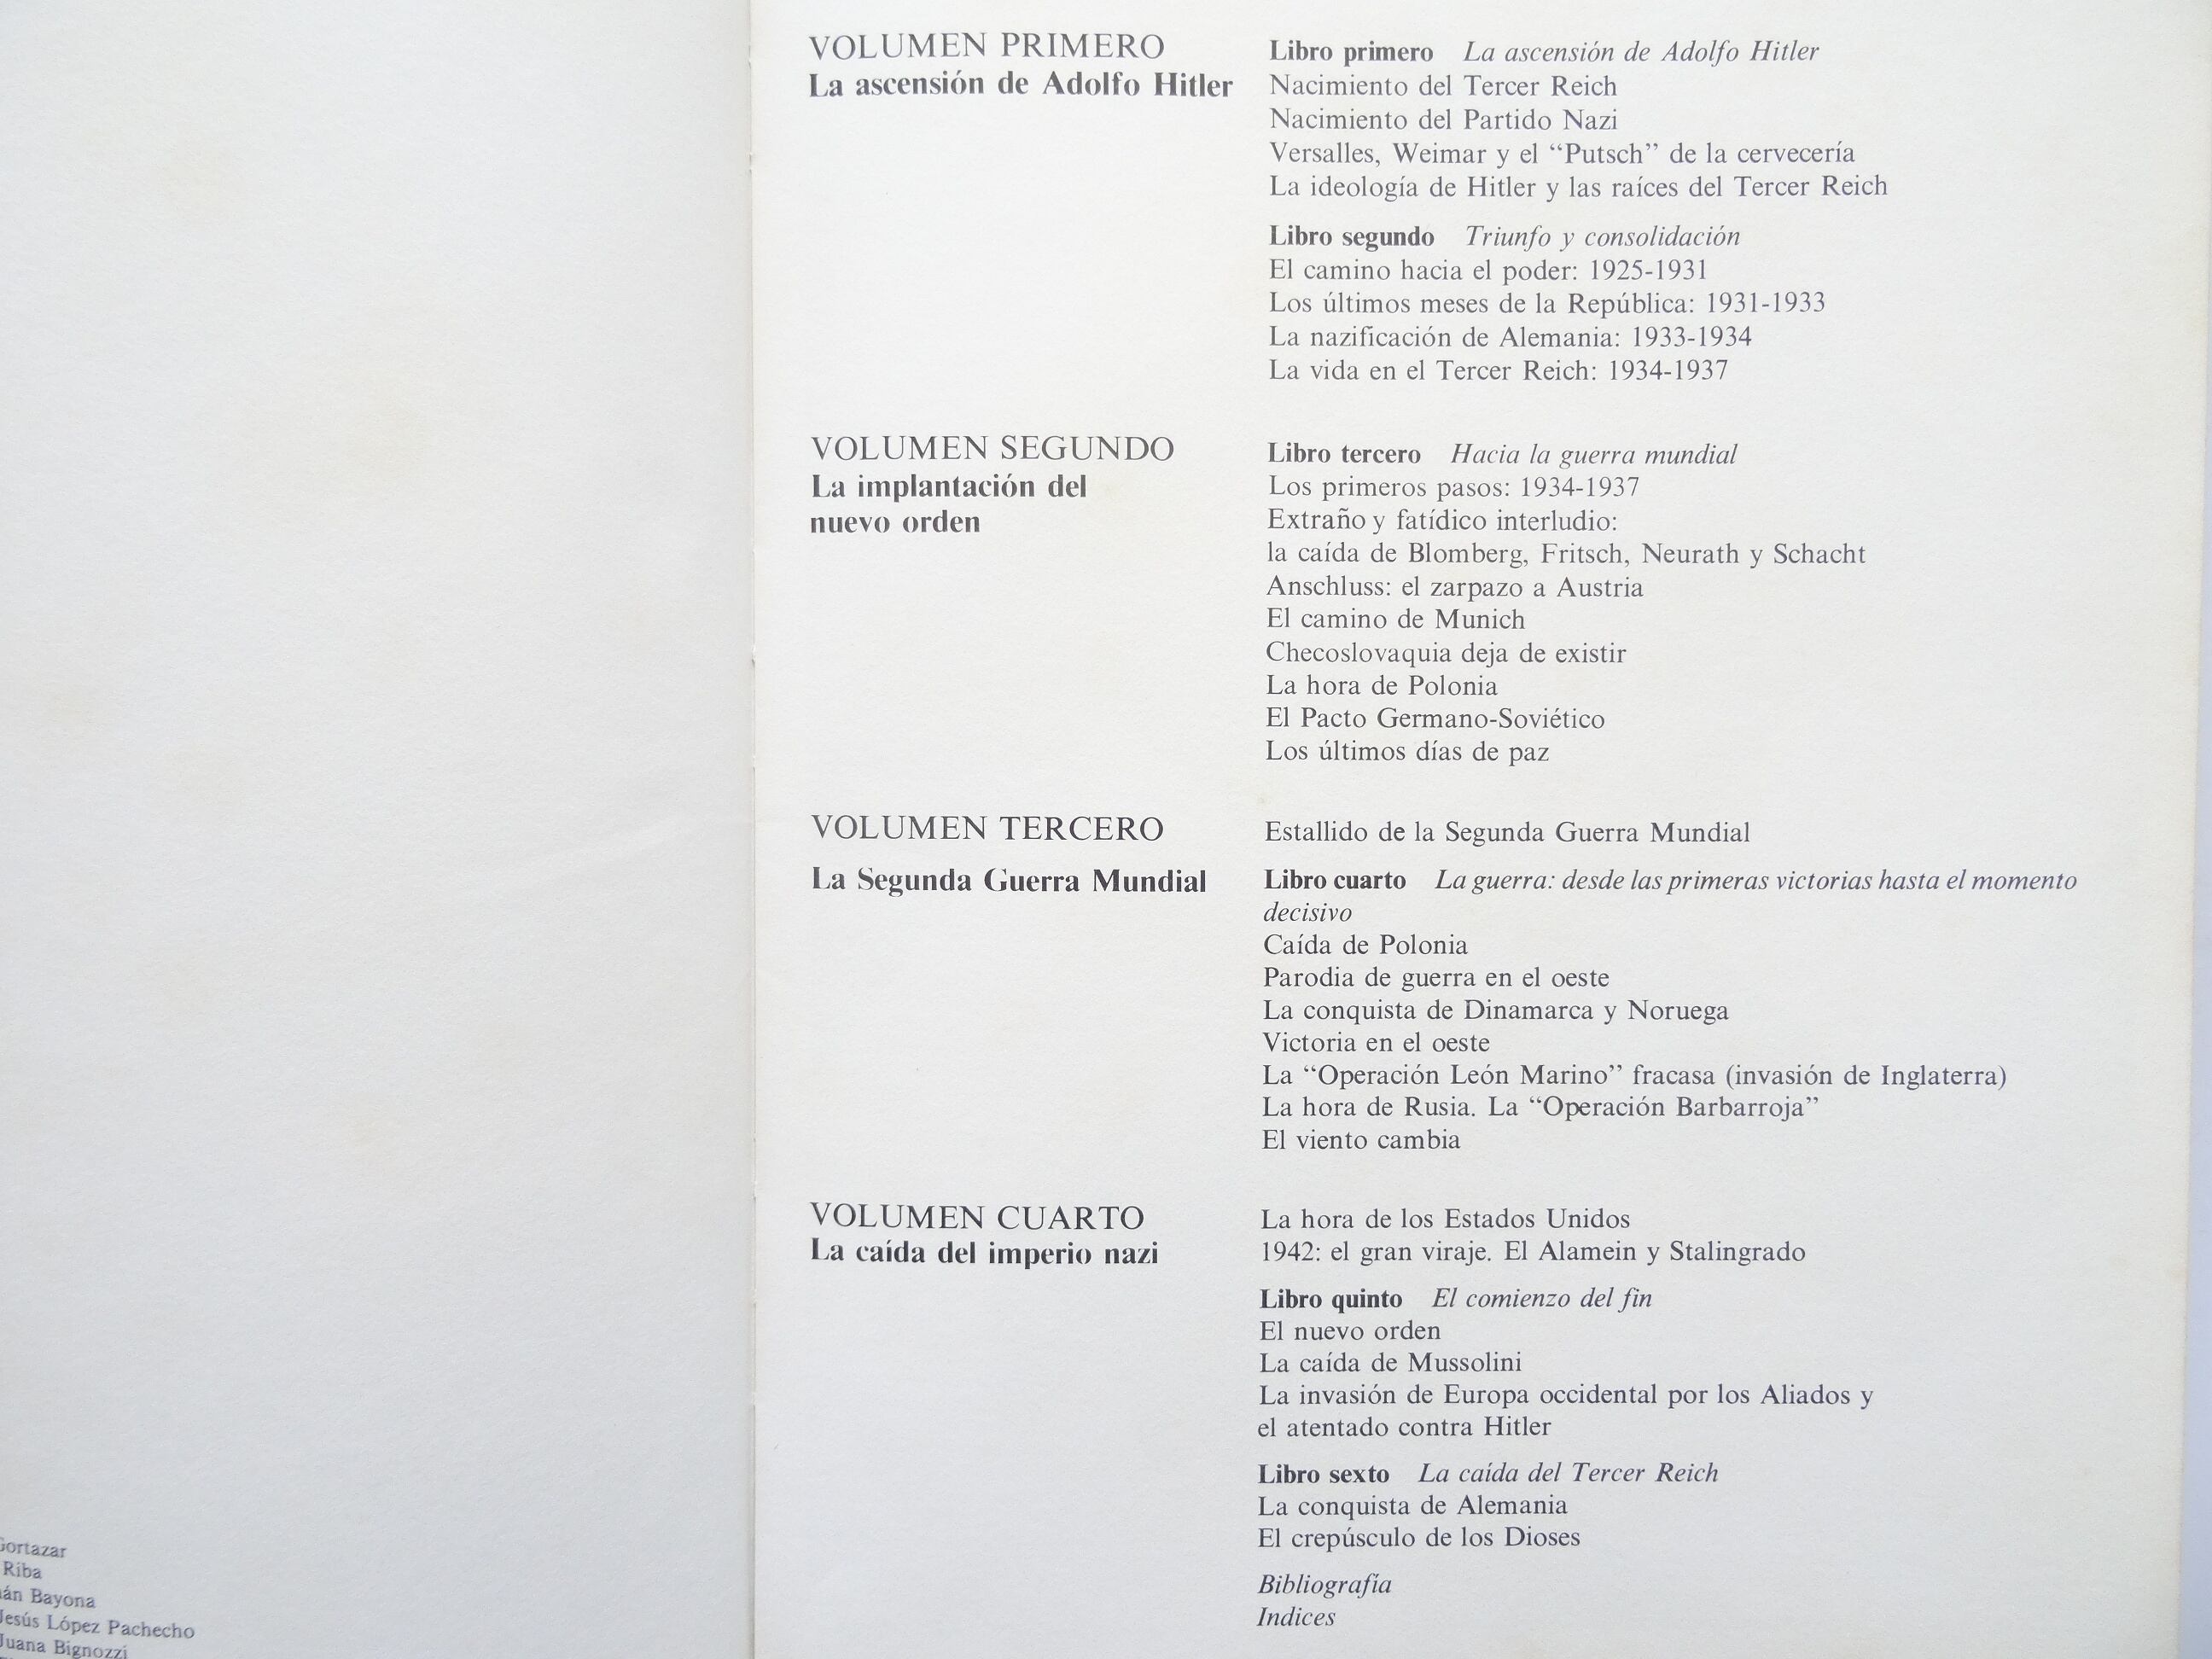 VOLUMEN PRIMERO
La ascensión de Adolfo Hitler
Libro primero La ascensión de Adolfo Hitler
Nacimiento del Tercer Reich
Nacimiento del Partido Nazi
Versalles, Weimar y el “Putsch” de la cervecería
La ideología de Hitler y las raíces del Tercer Reich
Libro segundo Triunfo y consolidación
El camino hacia el poder: 1925-1931
Los últimos meses de la República: 1931-1933
La nazificación de Alemania: 1933-1934
La vida en el Tercer Reich: 1934-1937
VOLUMEN SEGUNDO
La implantación del
nuevo orden
Libro tercero Hacia la guerra mundial
Los primeros pasos: 1934-1937
Extraño y fatídico interludio:
la caída de Blomberg, Fritsch, Neurath y Schacht
Anschluss: el zarpazo a Austria
El camino de Munich
Checoslovaquia deja de existir
La hora de Polonia
El Pacto Germano-Soviético
Los últimos días de paz
VOLUMEN TERCERO
La Segunda Guerra Mundial
Estallido de la Segunda Guerra Mundial
Libro cuarto La guerra: desde las primeras victorias hasta el momento
decisivo
Caída de Polonia
Parodia de guerra en el oeste
La conquista de Dinamarca y Noruega
Victoria en el oeste
La “Operación León Marino” fracasa (invasión de Inglaterra)
La hora de Rusia. La “Operación Barbarroja”
El viento cambia
VOLUMEN CUARTO
La caída del imperio nazi
La hora de los Estados Unidos
1942: el gran viraje. El Alamein y Stalingrado
Libro quinto El comienzo del fin
El nuevo orden
La caída de Mussolini
La invasión de Europa occidental por los Aliados y
el atentado contra Hitler
Libro sexto La caída del Tercer Reich
La conquista de Alemania
El crepúsculo de los Dioses
Bibliografía
Indices
Riba
Bayona
Jesús López Pachecho
Juana Bignozzi